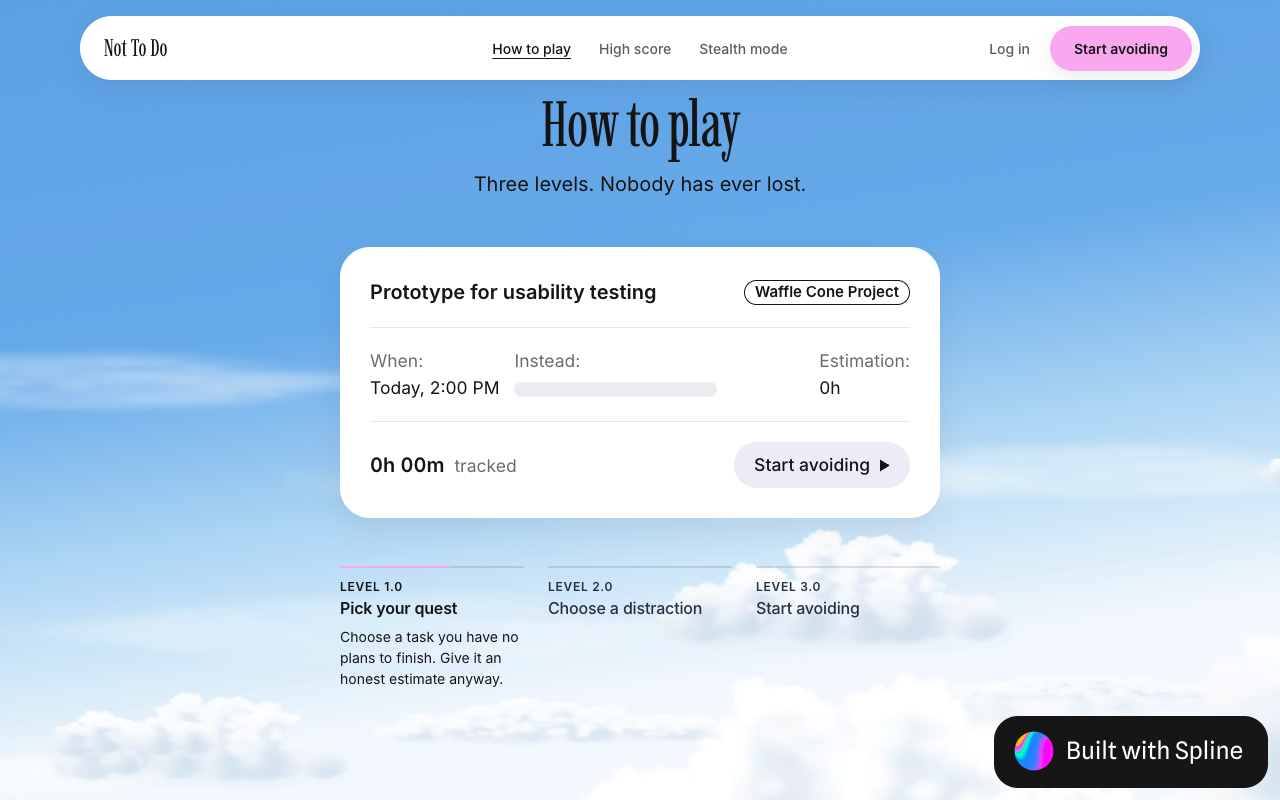 Not To Do
How to play
High score
Stealth mode
Log in
Start avoiding
How to play
Three levels. Nobody has ever lost.
Prototype for usability testing
Waffle Cone Project
When:
Today, 2:00 PM
Instead:
Estimation:
0h
0h 00m tracked
Start avoiding
LEVEL 1.0
Pick your quest
Choose a task you have no
plans to finish. Give it an
honest estimate anyway.
LEVEL 2.0
Choose a distraction
LEVEL 3.0
Start avoiding
Built with Spline